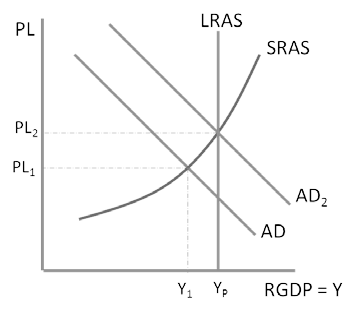 PL
LRAS
SRAS
PL₂
PL₁
AD₂
AD
Y₁
Yₚ
RGDP = Y